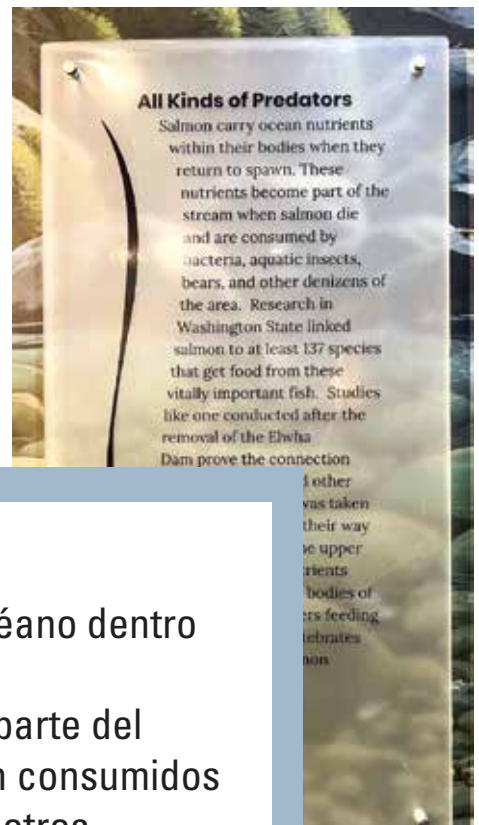 All Kinds of Predators
Salmon carry ocean nutrients
within their bodies when they
return to spawn. These
nutrients become part of the
stream when salmon die
and are consumed by
bacteria, aquatic insects,
bears, and other denizens of
the area. Research in
Washington State linked
salmon to at least 137 species
that get food from these
vitally important fish. Studies
like one conducted after the
removal of the Elwha
Dam prove the connection
other
was taken
their way
upper
bodies of
feeding
éano dentro
parte del
consumidos
otros